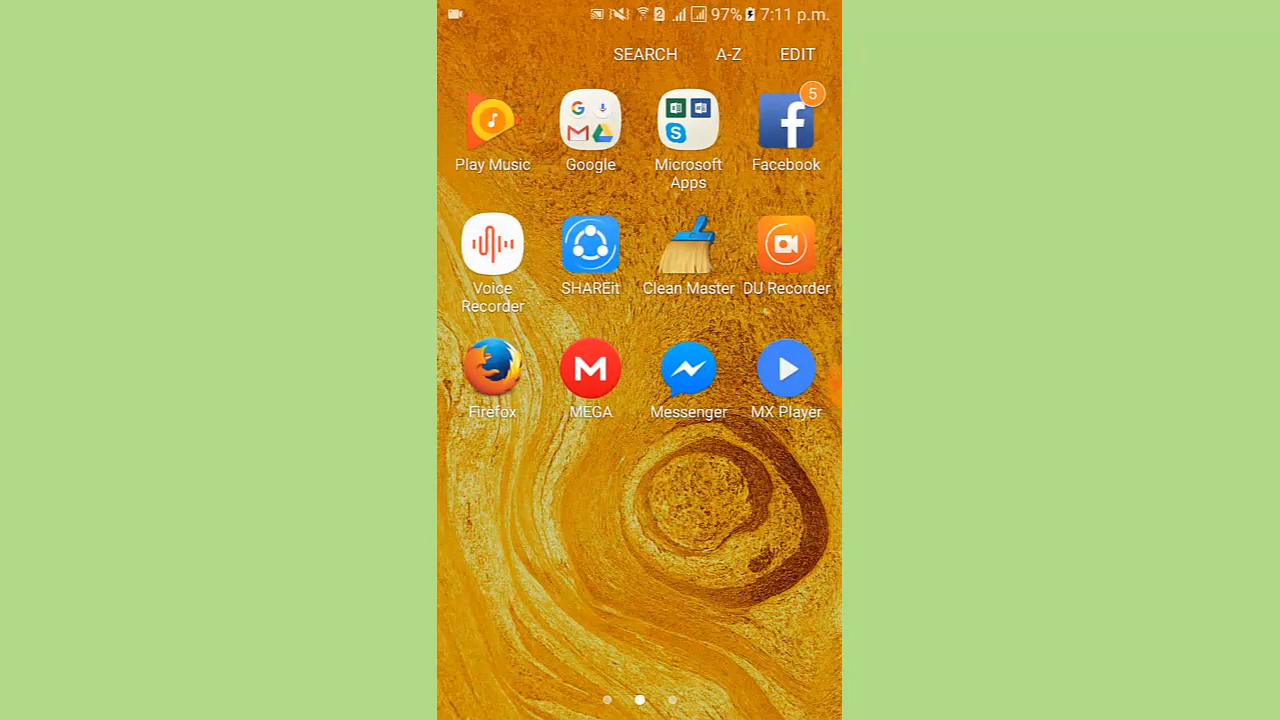 97% 7:11 p.m.
SEARCH A-Z EDIT
5
Play Music Google Microsoft Apps Facebook
Voice Recorder SHAREit Clean Master DU Recorder
Firefox MEGA Messenger MX Player